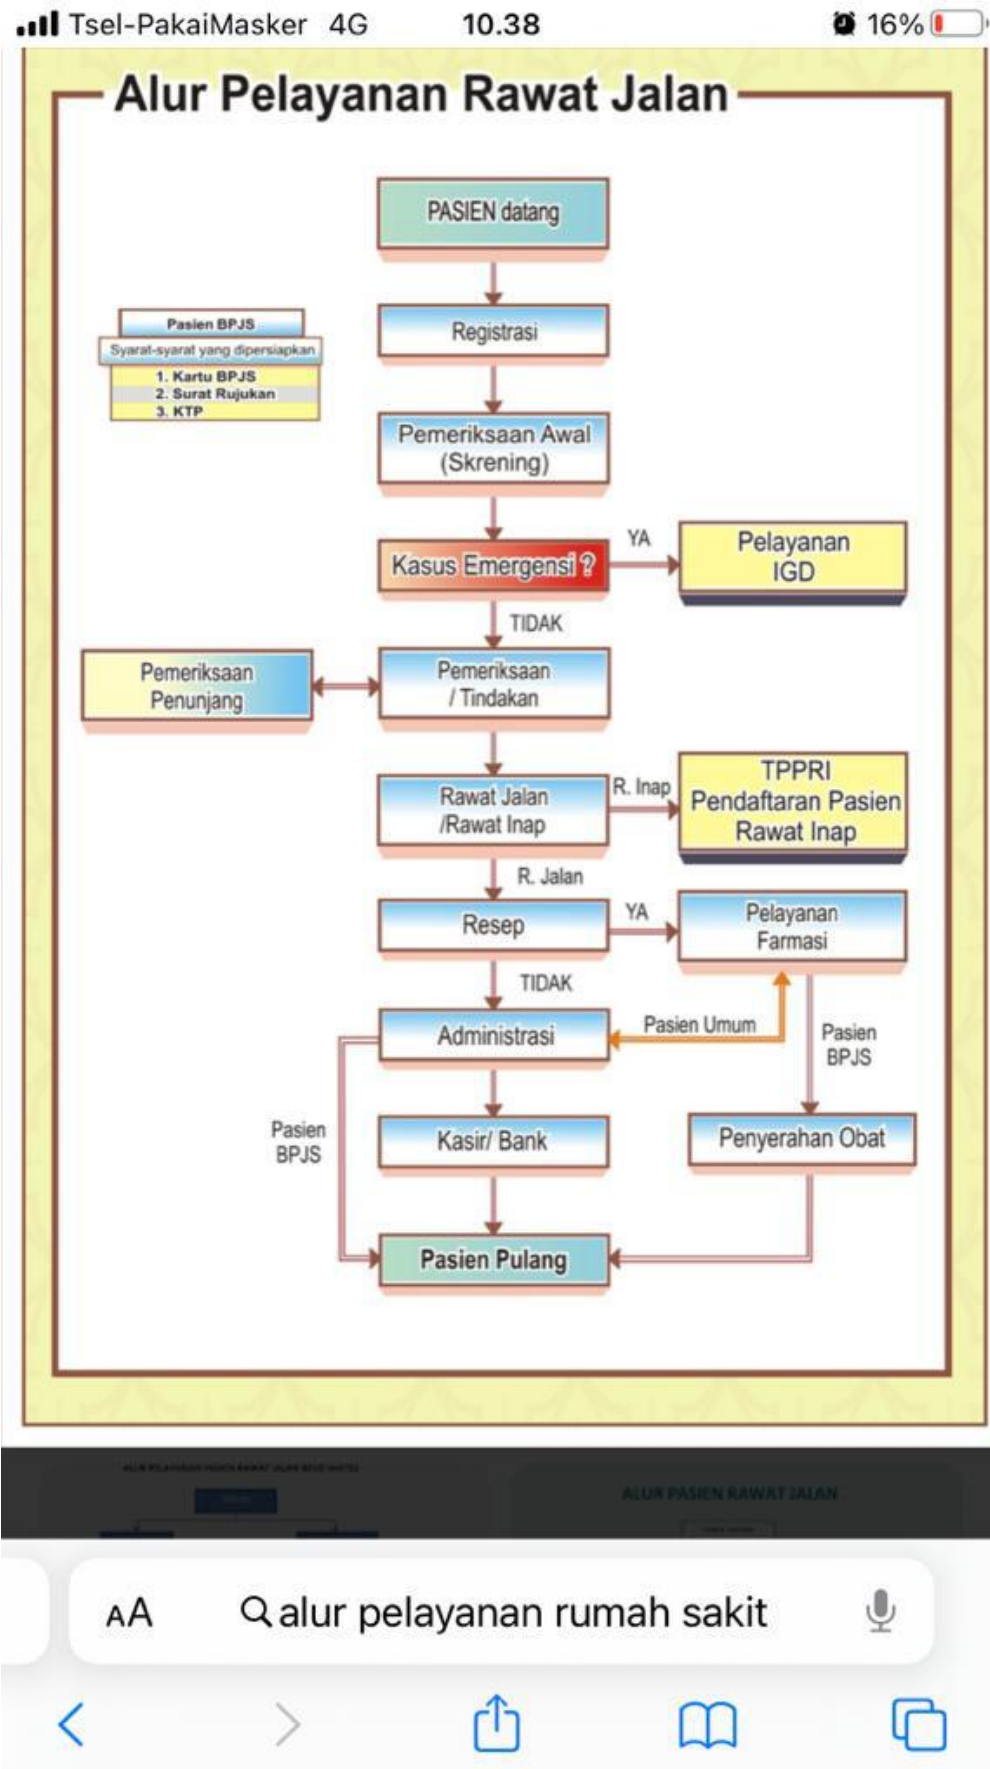 Tsel-PakaiMasker 4G
10.38
16%
Alur Pelayanan Rawat Jalan
PASIEN datang
Pasien BPJS
Syarat-syarat yang dipersiapkan
1. Kartu BPJS
2. Surat Rujukan
3. KTP
Registrasi
Pemeriksaan Awal
(Skrening)
Kasus Emergensi ?
YA
Pelayanan
IGD
TIDAK
Pemeriksaan
Penunjang
Pemeriksaan
/ Tindakan
Rawat Jalan
/Rawat Inap
R. Inap
TPPRI
Pendaftaran Pasien
Rawat Inap
R. Jalan
Resep
YA
Pelayanan
Farmasi
TIDAK
Administrasi
Pasien Umum
Pasien
BPJS
Pasien
BPJS
Kasir/ Bank
Penyerahan Obat
Pasien Pulang
ALUR PASIEN RAWAT JALAN
AA
alur pelayanan rumah sakit